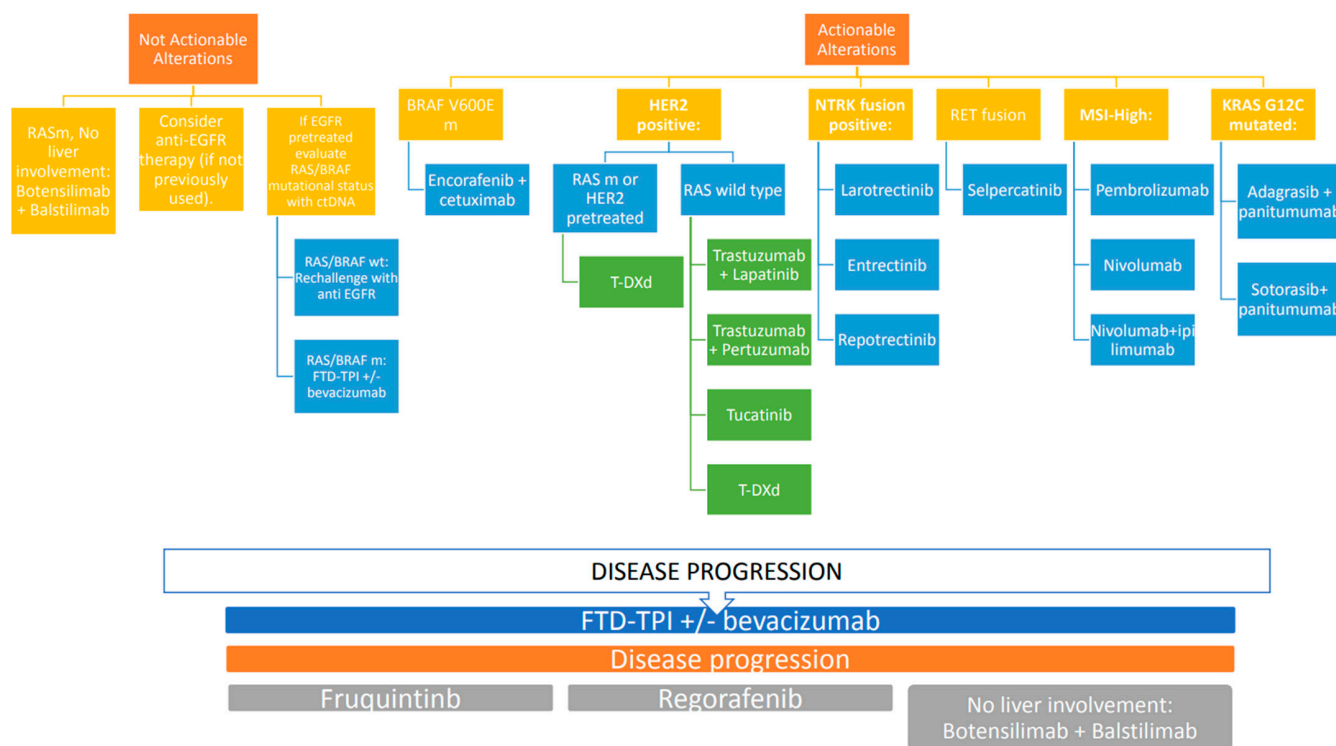 Not Actionable
Alterations
RASm, No
liver
involvement:
Botensilimab
+ Balstilimab
Consider
anti-EGFR
therapy (if not
previously
used).
If EGFR
pretreated
evaluate
RAS/BRAF
mutational status
with ctDNA
RAS/BRAF wt:
Rechallenge with
anti EGFR
RAS/BRAF m:
FTD-TPI +/-
bevacizumab
Actionable
Alterations
BRAF V600E
m
Encorafenib +
cetuximab
HER2
positive:
RAS m or
HER2
pretreated
T-DXd
RAS wild type
Trastuzumab
+ Lapatinib
Trastuzumab
+ Pertuzumab
Tucatinib
T-DXd
NTRK fusion
positive:
Larotrectinib
Entrectinib
Repotrectinib
RET fusion
Selpercatinib
MSI-High:
Pembrolizumab
Nivolumab
Nivolumab+ipi
limumab
KRAS G12C
mutated:
Adagrasib +
panitumumab
Sotorasib+
panitumumab
DISEASE PROGRESSION
FTD-TPI +/- bevacizumab
Disease progression
Fruquintinb
Regorafenib
No liver involvement:
Botensilimab + Balstilimab